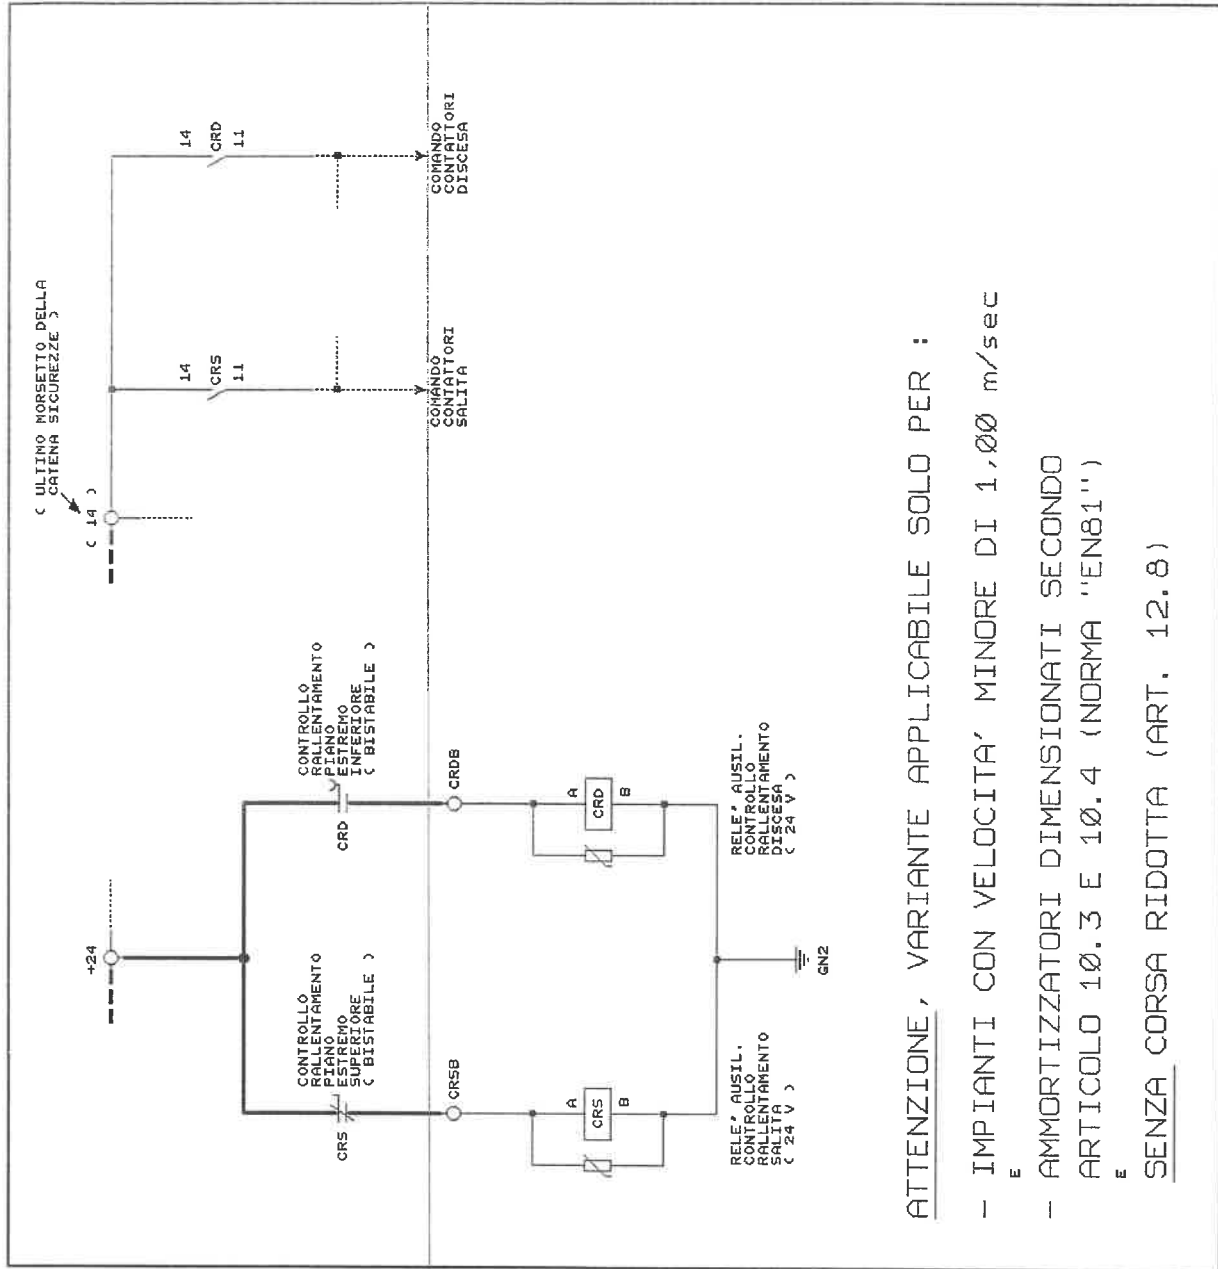 ( ULTIMO MORSETTO DELLA
CATENA SICUREZZE )
( 14 )
14
CRS
11
14
CRD
11
COMANDO
CONTATTORI
SALITA
COMANDO
CONTATTORI
DISCESA
+24
CONTROLLO
RALLENTAMENTO
PIANO
ESTREMO
SUPERIORE
( BISTABILE )
CRS
CONTROLLO
RALLENTAMENTO
PIANO
ESTREMO
INFERIORE
( BISTABILE )
CRD
CRSB
CRDB
A
CRS
B
A
CRD
B
RELE' AUSIL.
CONTROLLO
RALLENTAMENTO
SALITA
( 24 V )
RELE' AUSIL.
CONTROLLO
RALLENTAMENTO
DISCESA
( 24 V )
GN2
ATTENZIONE, VARIANTE APPLICABILE SOLO PER :
- IMPIANTI CON VELOCITA' MINORE DI 1,00 m/sec
E
- AMMORTIZZATORI DIMENSIONATI SECONDO
ARTICOLO 10.3 E 10.4 (NORMA "EN81")
E
SENZA CORSA RIDOTTA (ART. 12.8)